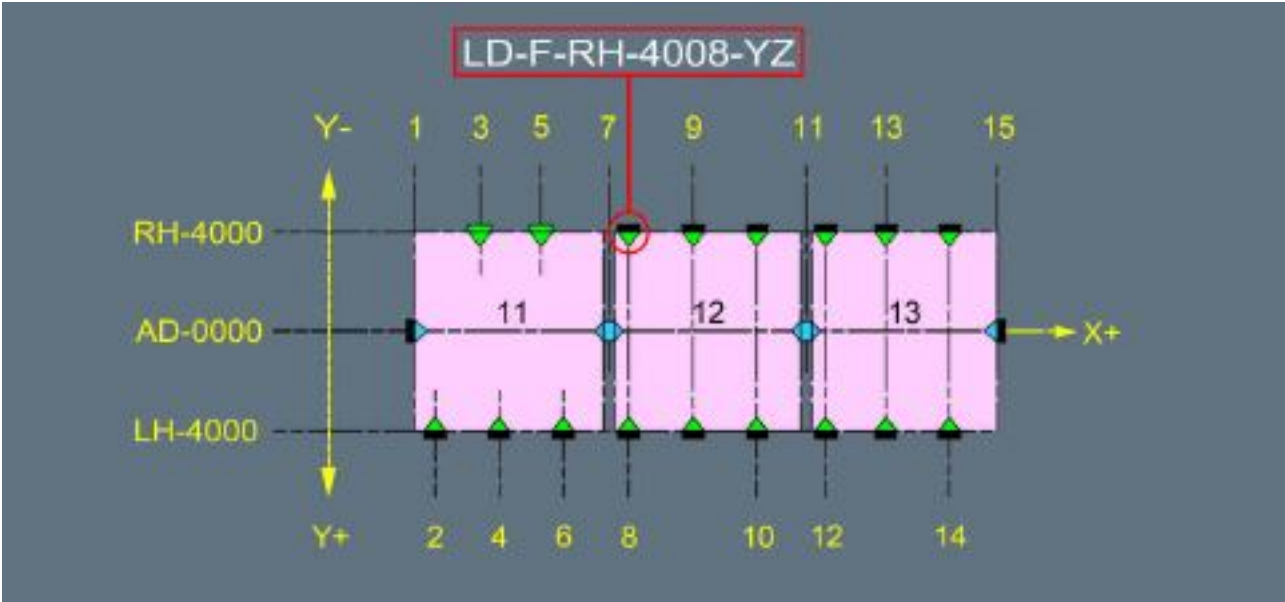 LD-F-RH-4008-YZ
Y- 1 3 5 7 9 11 13 15
RH-4000
11 12 13
AD-0000 X+
LH-4000
Y+ 2 4 6 8 10 12 14